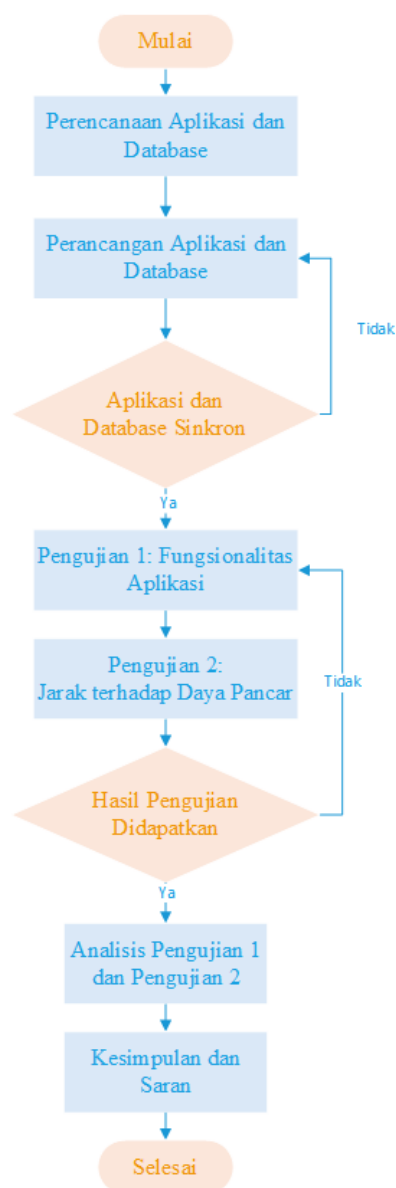 Mulai
Perencanaan Aplikasi dan
Database
Perancangan Aplikasi dan
Database
Tidak
Aplikasi dan
Database Sinkron
Ya
Pengujian 1: Fungsionalitas
Aplikasi
Pengujian 2:
Jarak terhadap Daya Pancar
Tidak
Hasil Pengujian
Didapatkan
Ya
Analisis Pengujian 1
dan Pengujian 2
Kesimpulan dan
Saran
Selesai